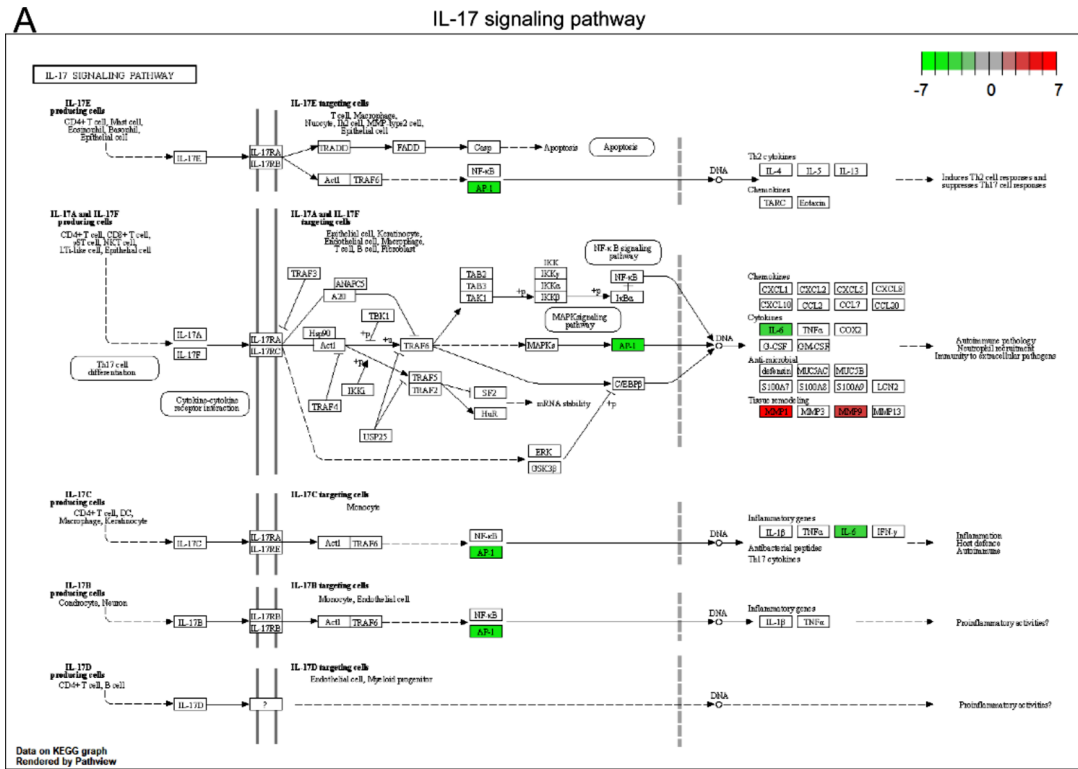 A
IL-17 signaling pathway
IL-17 SIGNALING PATHWAY
-7 0 7
IL-17E
producing cells
CD4+ T cell, Mast cell,
Eosinophil, Basophil,
Epithelial cell
IL-17E
IL-17RA
IL-17RB
IL-17E targeting cells
T cell, Macrophage,
Nuocyte, Th2 cell, MMP-type2 cell,
Epithelial cell
TRADD
FADD
Casp
Apoptosis
Apoptosis
Act1
TRAF6
NF-κB
AP-1
DNA
Th2 cytokines
IL-4
IL-5
IL-13
Chemokines
TARC
Eotaxin
Induces Th2 cell responses and
suppresses Th17 cell responses
IL-17A and IL-17F
producing cells
CD4+ T cell, CD8+ T cell,
γδT cell, NKT cell,
LTi-like cell, Epithelial cell
IL-17A
IL-17F
IL-17RA
IL-17RC
Th17 cell
differentiation
Cytokine-cytokine
receptor interaction
IL-17A and IL-17F
targeting cells
Epithelial cell, Keratinocyte,
Endothelial cell, Macrophage,
T cell, B cell, Fibroblast
TRAF3
ANAPC5
A20
TBK1
Hsp90
Act1
+p
+u
TRAF6
IKKi
+p
TRAF4
USP25
TRAF5
TRAF2
SF2
HuR
mRNA stability
TAB2
TAB3
TAK1
+p
IKK
IKKγ
IKKα
IKKβ
+p
NF-κB
IκBα
NF-κB signaling
pathway
MAPK signaling
pathway
MAPKs
AP-1
C/EBPβ
+p
ERK
GSK3β
DNA
Chemokines
CXCL1
CXCL2
CXCL5
CXCL8
CXCL10
CCL2
CCL7
CCL20
Cytokines
IL-6
TNFα
COX2
G-CSF
GM-CSF
Anti-microbial
defensin
MUC5AC
MUC5B
S100A7
S100A8
S100A9
LCN2
Tissue remodeling
MMP1
MMP3
MMP9
MMP13
Autoimmune pathology
Neutrophil recruitment
Immunity to extracellular pathogens
IL-17C
producing cells
CD4+ T cell, DC,
Macrophage, Keratinocyte
IL-17C
IL-17RA
IL-17RE
IL-17C targeting cells
Monocyte
Act1
TRAF6
NF-κB
AP-1
DNA
Inflammatory genes
IL-1β
TNFα
IL-6
IFN-γ
Antibacterial peptides
Th17 cytokines
Inflammation
Host defence
Autoimmune
IL-17B
producing cells
Condrocyte, Neuron
IL-17B
IL-17RB
IL-17RB
IL-17B targeting cells
Monocyte, Endothelial cell
Act1
TRAF6
NF-κB
AP-1
DNA
Inflammatory genes
IL-1β
TNFα
Proinflammatory activities?
IL-17D
producing cells
CD4+ T cell, B cell
IL-17D
?
IL-17D targeting cells
Endothelial cell, Myeloid progenitor
DNA
Proinflammatory activities?
Data on KEGG graph
Rendered by Pathview